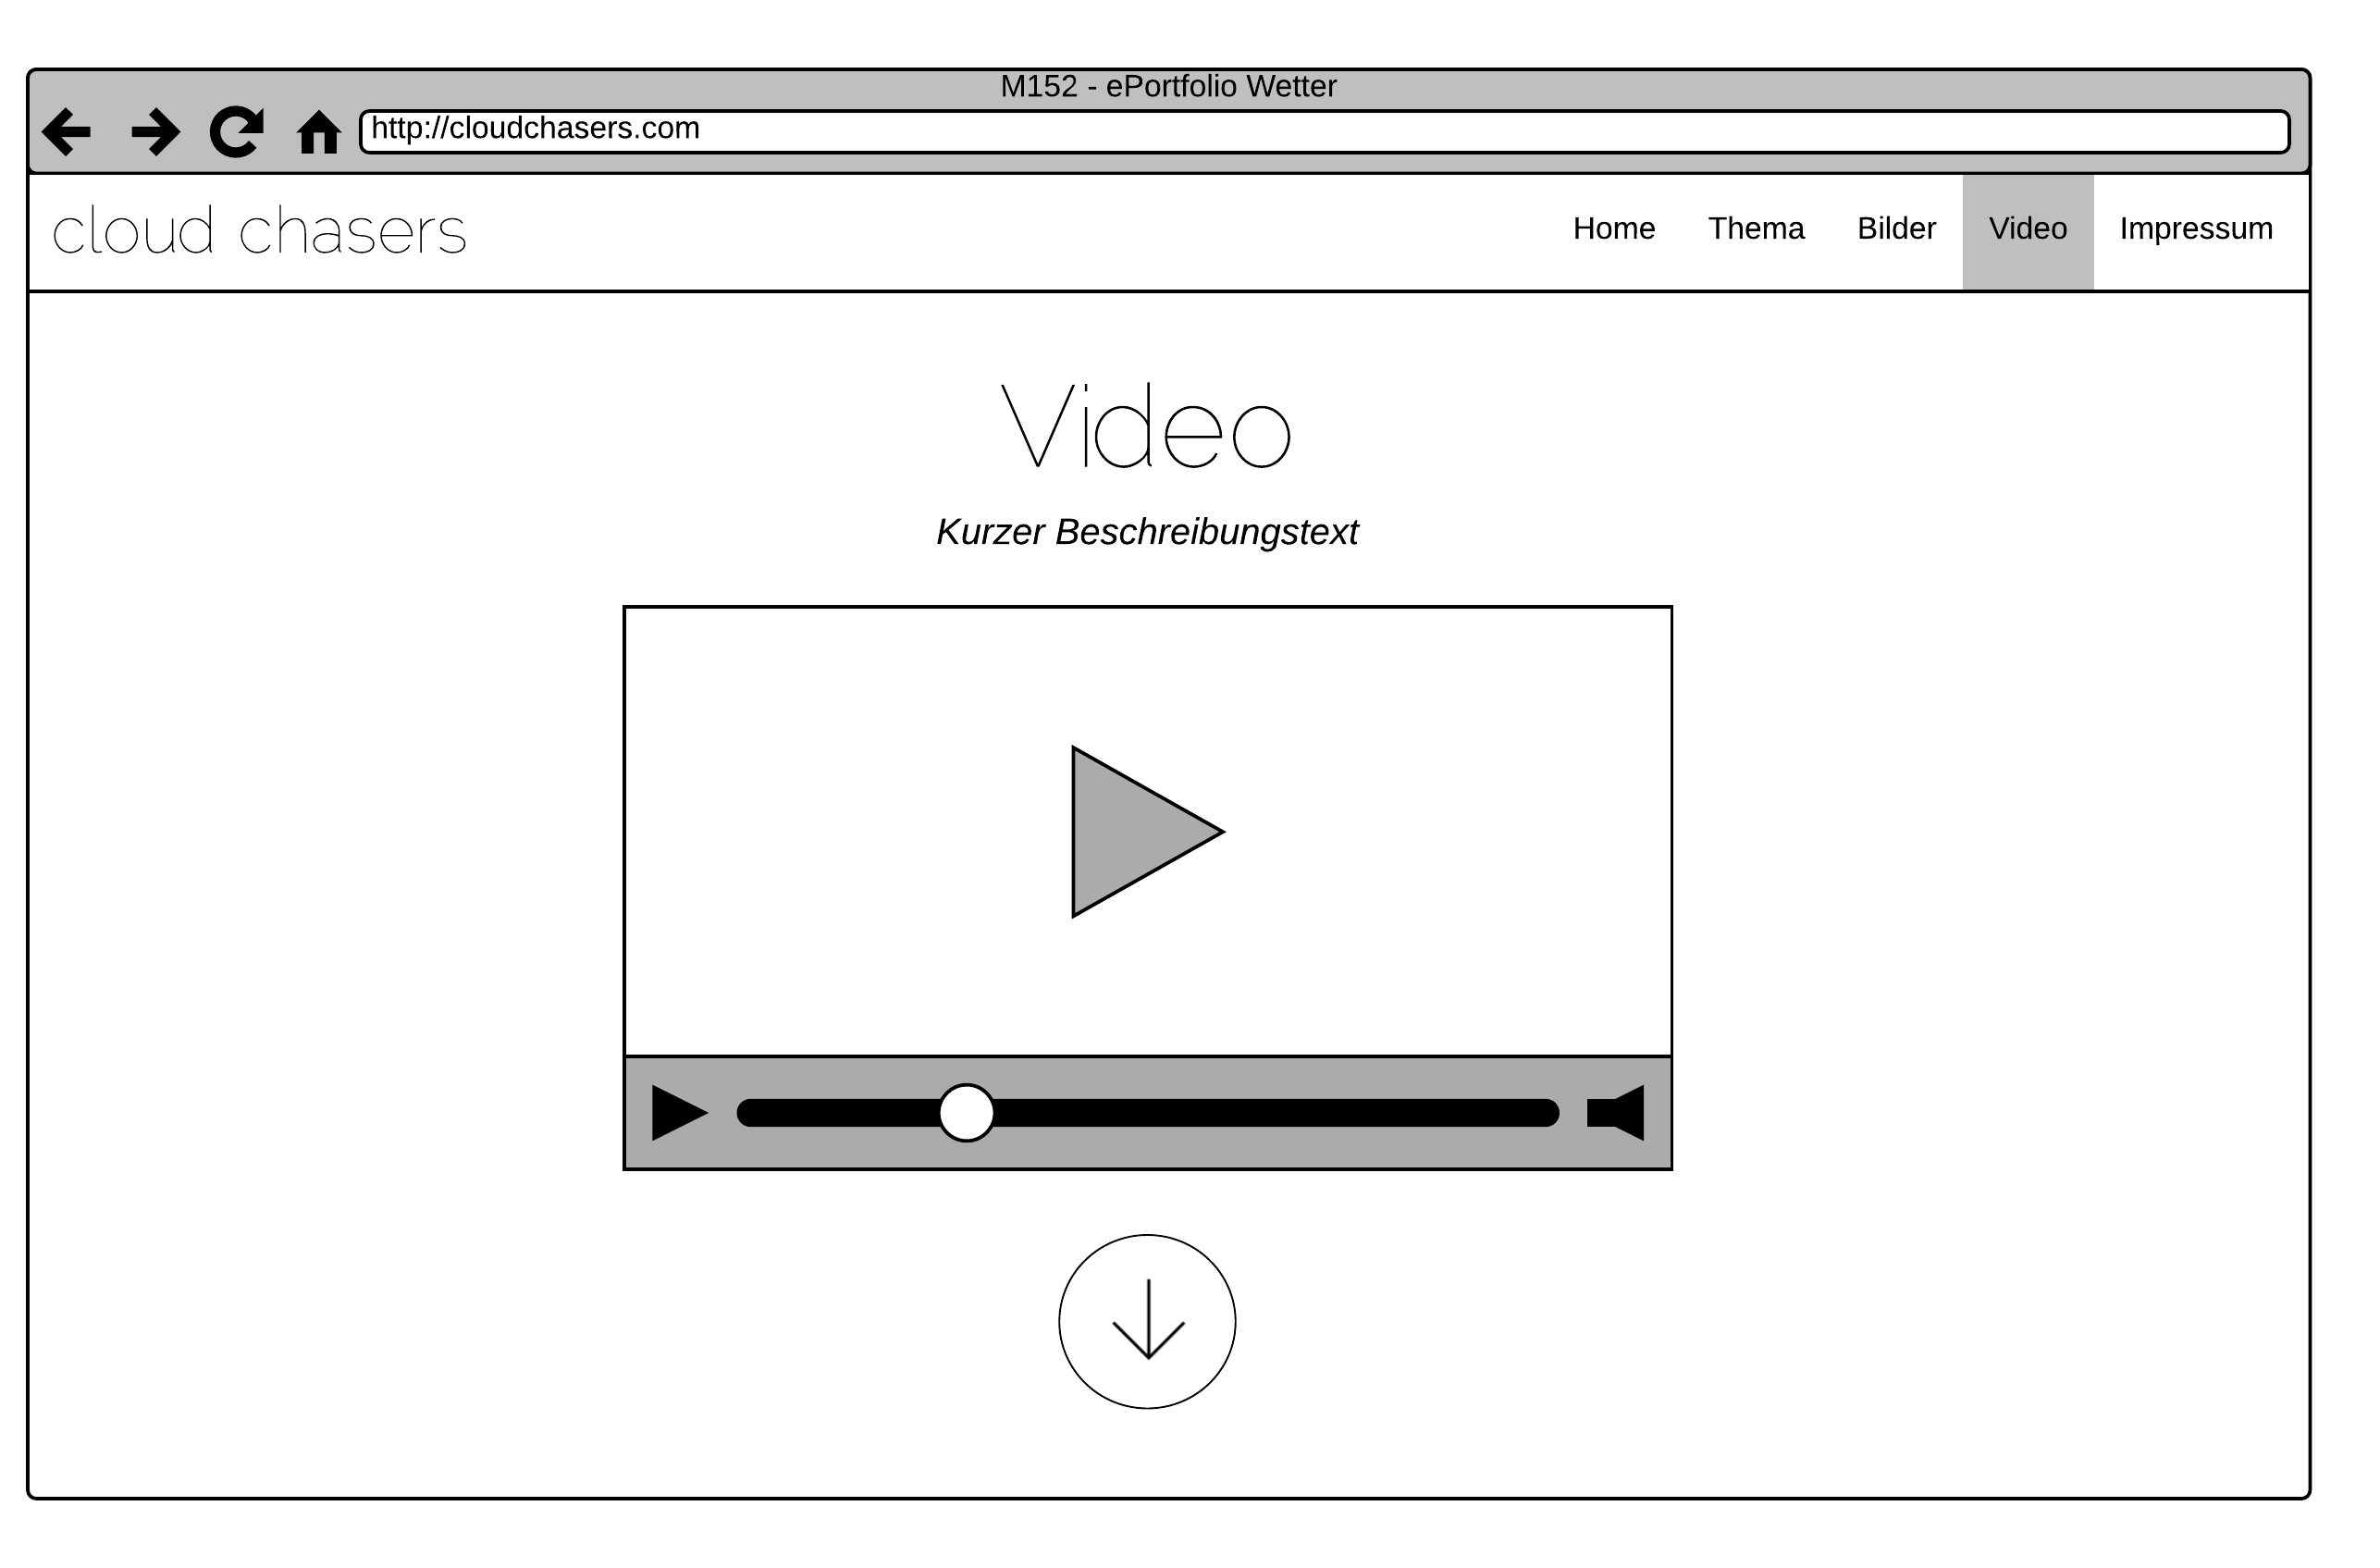 M152 - ePortfolio Wetter
http://cloudchasers.com
cloud chasers
Home Thema Bilder Video Impressum
Video
Kurzer Beschreibungstext